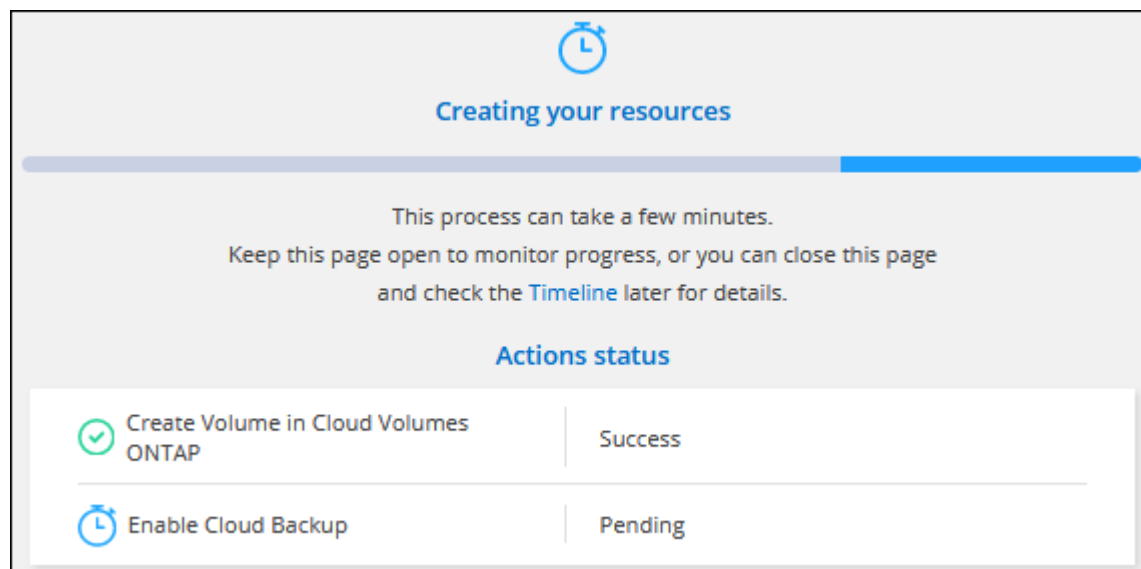 Creating your resources
This process can take a few minutes.
Keep this page open to monitor progress, or you can close this page
and check the Timeline later for details.
Actions status
Create Volume in Cloud Volumes
ONTAP
Success
Enable Cloud Backup
Pending